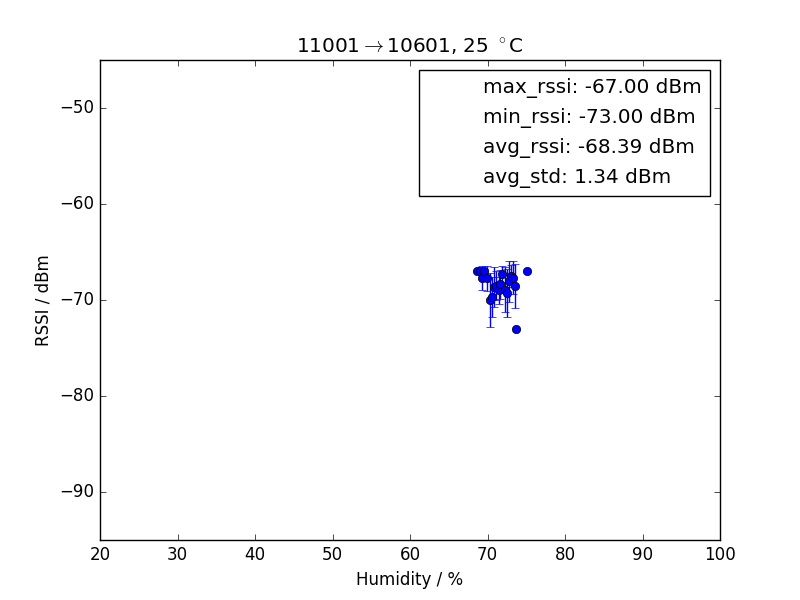 11001→10601, 25 °C
max_rssi: -67.00 dBm
min_rssi: -73.00 dBm
avg_rssi: -68.39 dBm
avg_std: 1.34 dBm
−50
−60
−70
−80
−90
RSSI / dBm
20 30 40 50 60 70 80 90 100
Humidity / %